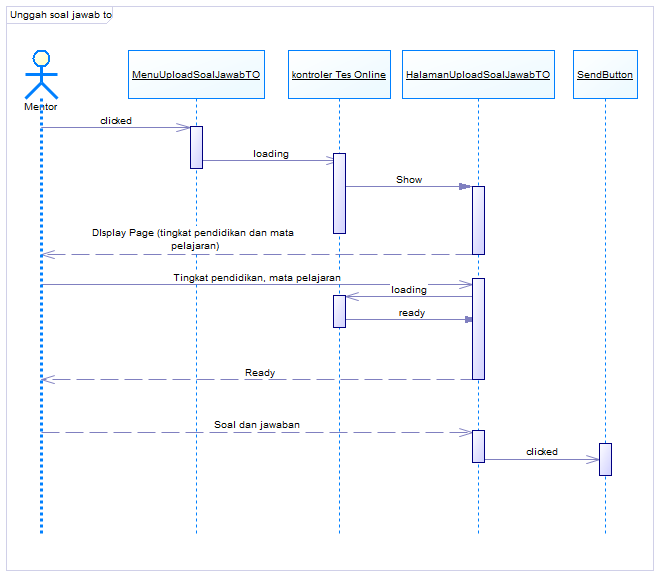 Unggah soal jawab to
MenuUploadSoalJawabTO
kontroler Tes Online
HalamanUploadSoalJawabTO
SendButton
Mentor
clicked
loading
Show
DIsplay Page (tingkat pendidikan dan mata
pelajaran)
Tingkat pendidikan, mata pelajaran
loading
ready
Ready
Soal dan jawaban
clicked